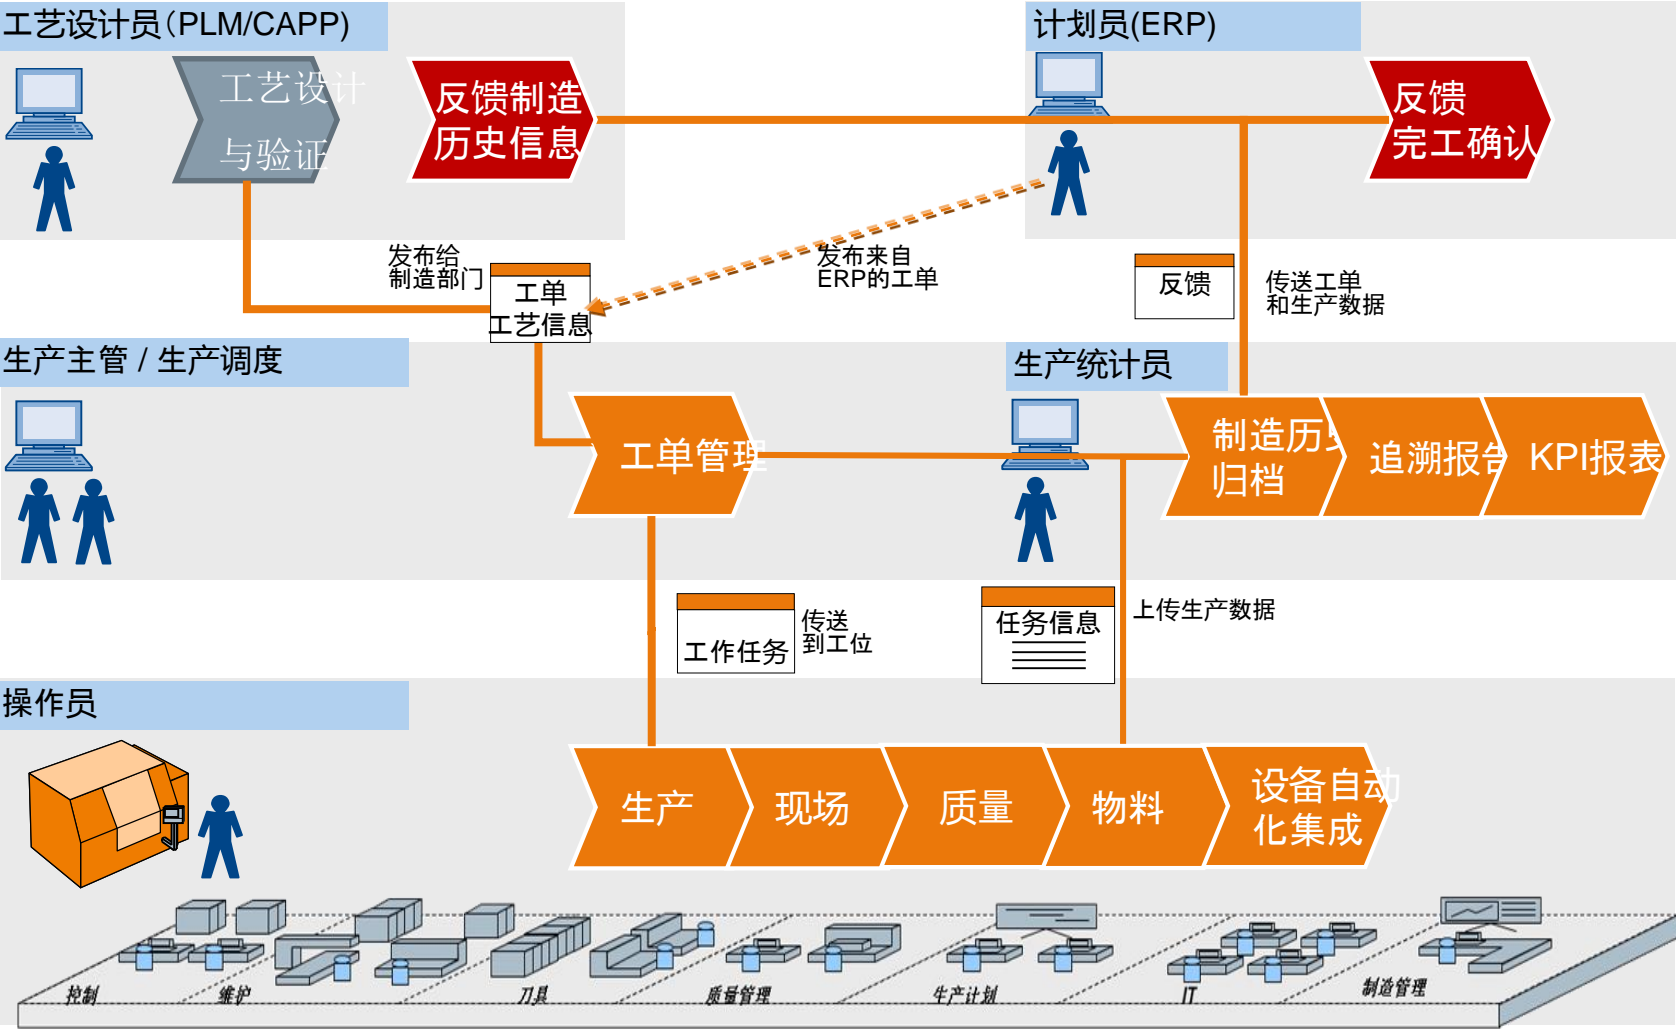 工艺设计员（PLM/CAPP)
计划员(ERP)
工艺设计
与验证
反馈制造
历史信息
反馈
完工确认
发布给
制造部门
工单
工艺信息
发布来自
ERP的工单
反馈
传送工单
和生产数据
生产主管 / 生产调度
生产统计员
工单管理
制造历史
归档
追溯报告
KPI报表
工作任务
传送
到工位
任务信息
上传生产数据
操作员
生产
现场
质量
物料
设备自动
化集成
控制
维护
刀具
质量管理
生产计划
IT
制造管理